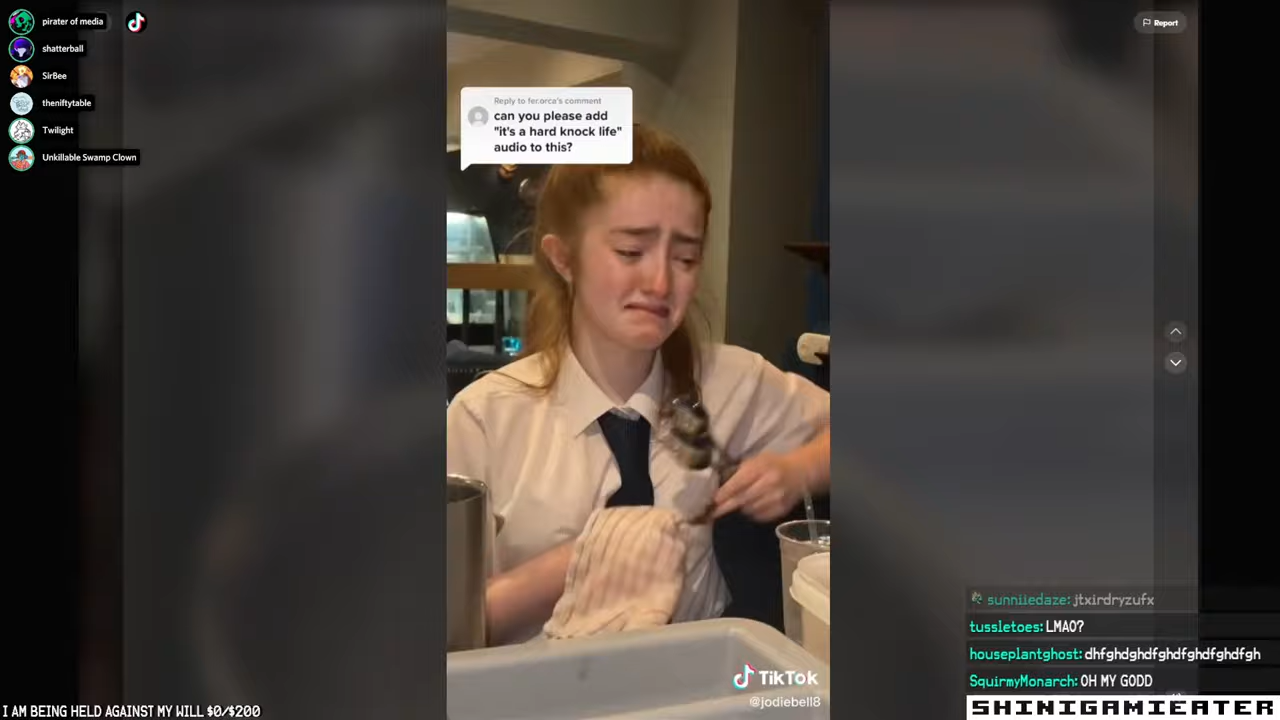 pirater of media
shatterball
SirBee
theniftytable
Twilight
Unkillable Swamp Clown
Report
Reply to fer.orca's comment
can you please add
"it's a hard knock life"
audio to this?
sunniiedaze: jtxirdryzufx
tussletoes: LMAO?
houseplantghost: dhfghdghdfghdfghdfghdfgh
SquirmyMonarch: OH MY GODD
TikTok
@jodiebell8
I AM BEING HELD AGAINST MY WILL $0/$200
SHINIGAMIEATER